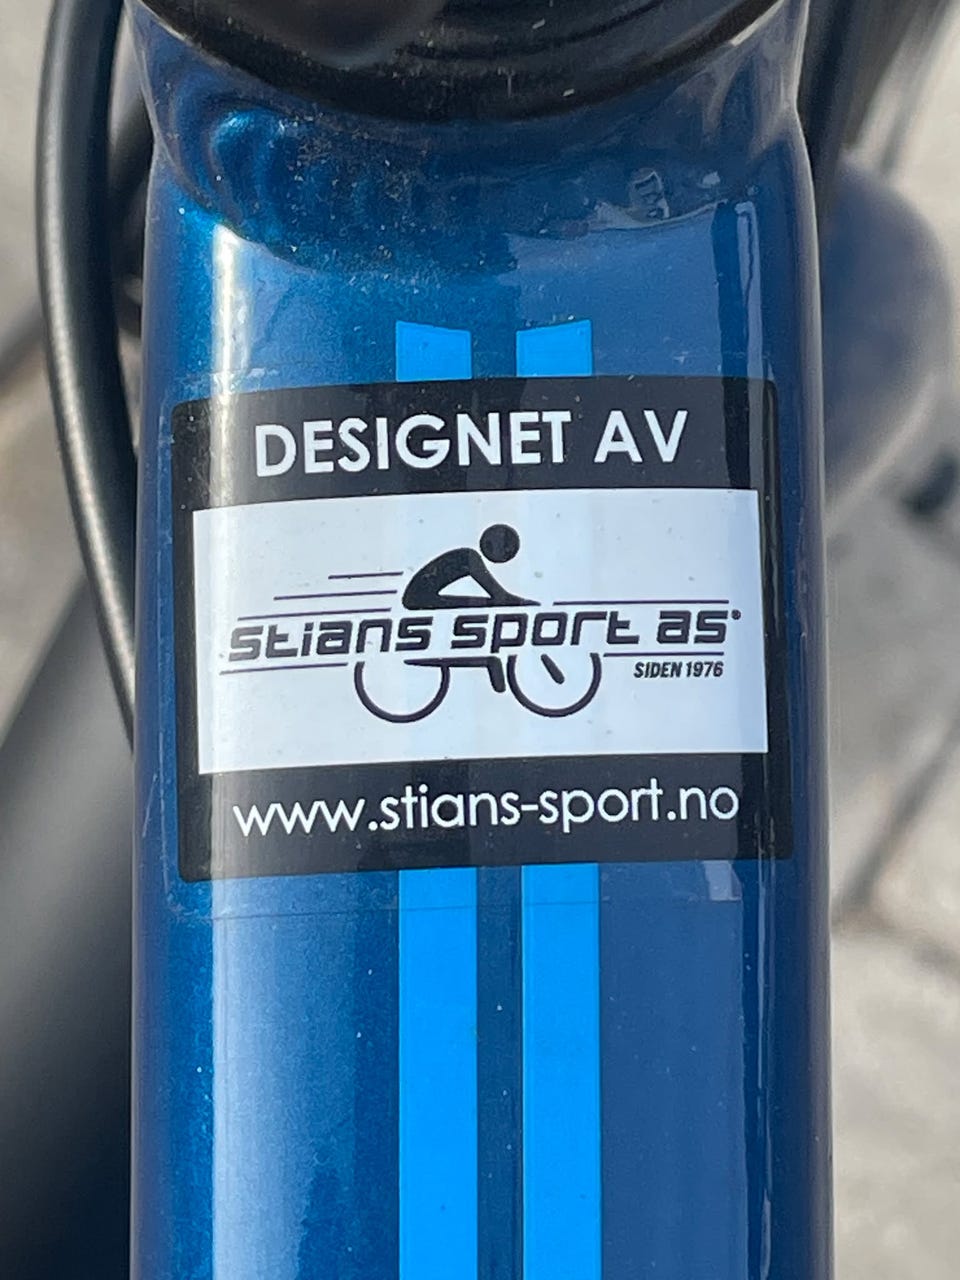 DESIGNET AV
stians sport as®
SIDEN 1976
www.stians-sport.no